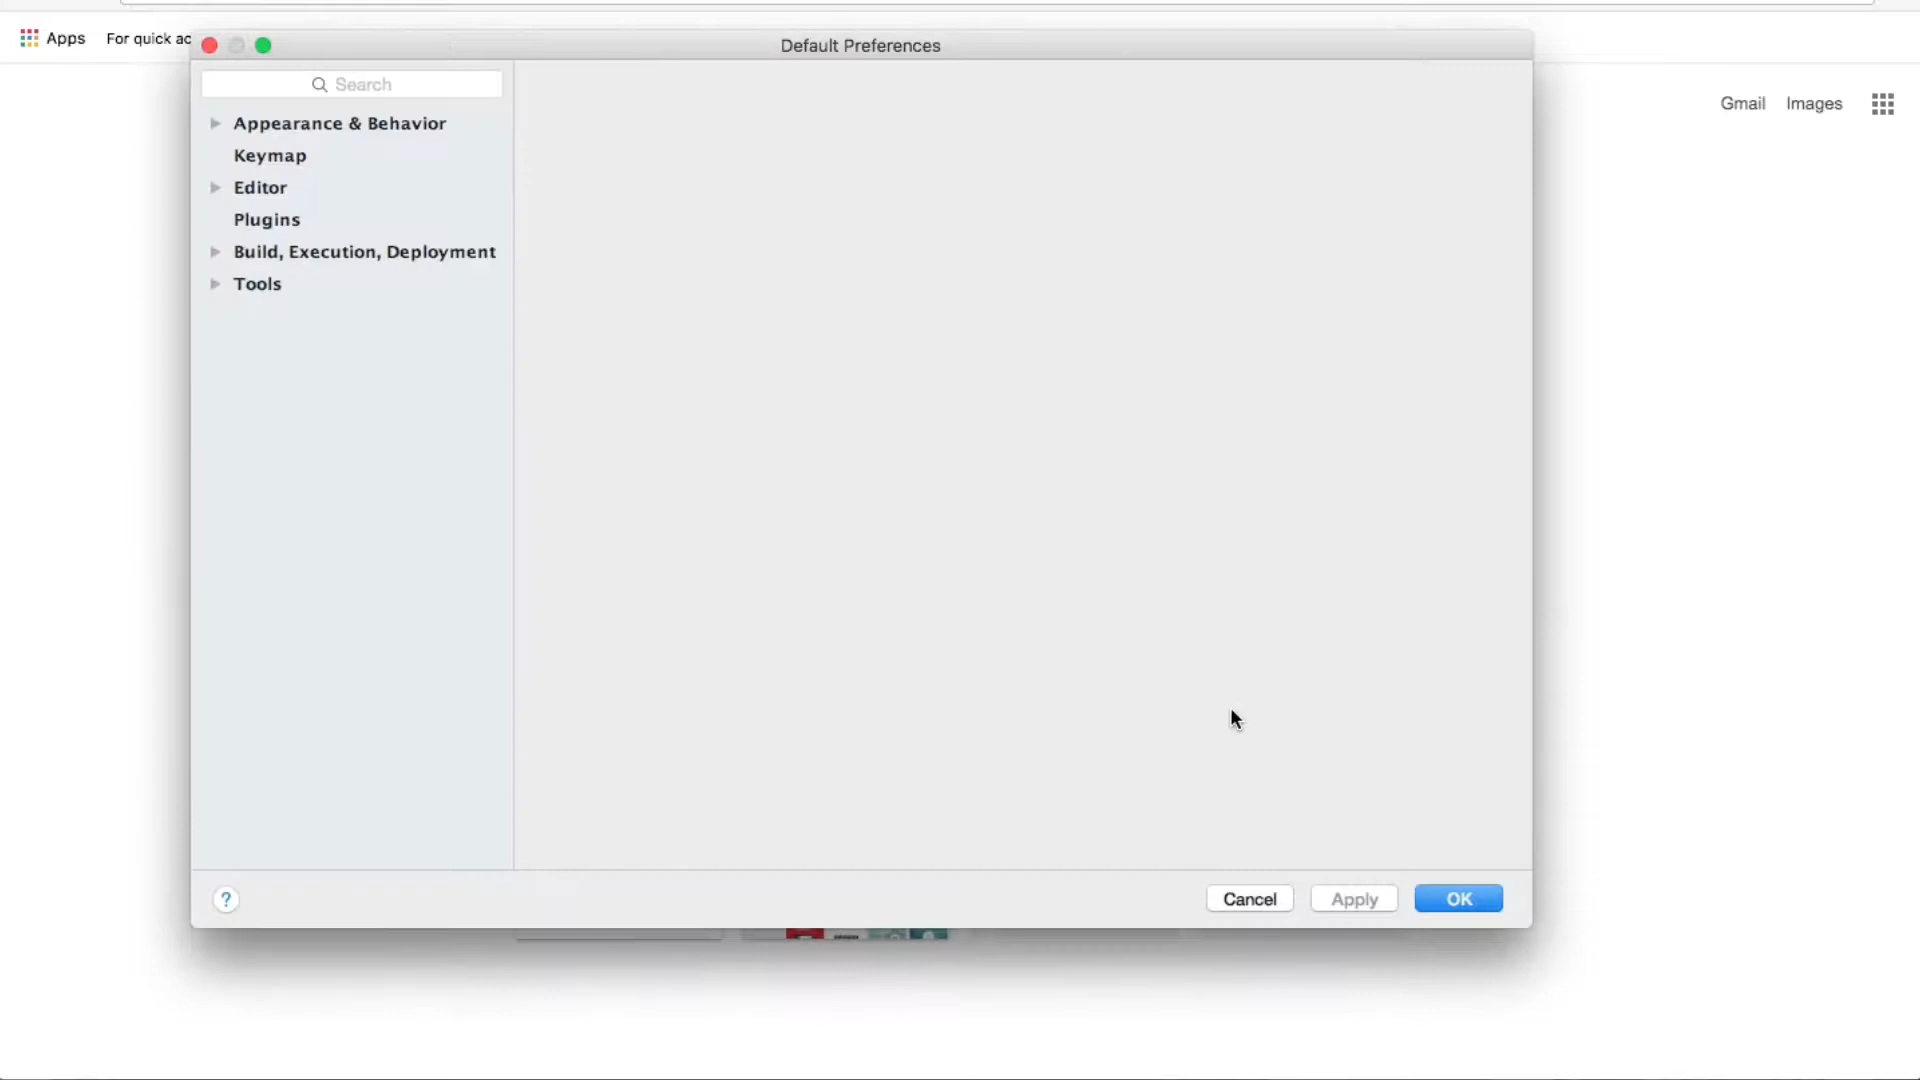 Apps
For quick ac
Default Preferences
Search
Gmail
Images
Appearance & Behavior
Keymap
Editor
Plugins
Build, Execution, Deployment
Tools
?
Cancel
Apply
OK